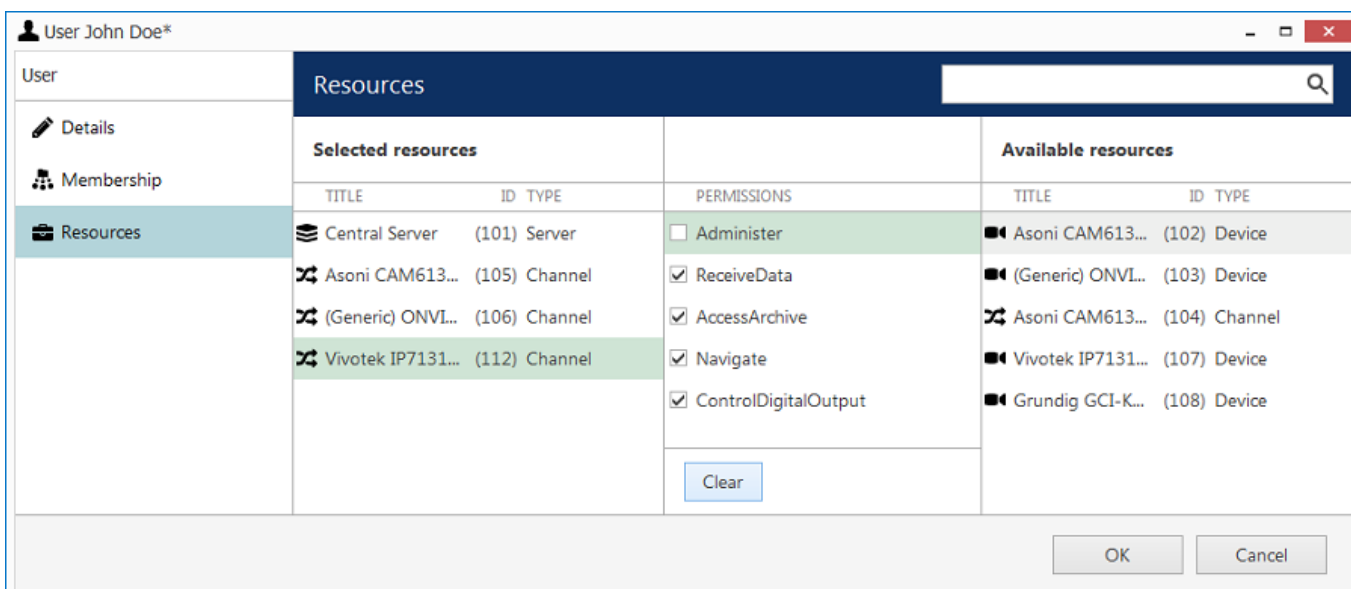 User John Doe*
User
Resources
Details
Membership
Resources
Selected resources
Available resources
TITLE ID TYPE PERMISSIONS TITLE ID TYPE
Central Server (101) Server Administer Asoni CAM613... (102) Device
Asoni CAM613... (105) Channel ReceiveData (Generic) ONVI... (103) Device
(Generic) ONVI... (106) Channel AccessArchive Asoni CAM613... (104) Channel
Vivotek IP7131... (112) Channel Navigate Vivotek IP7131... (107) Device
ControlDigitalOutput Grundig GCI-K... (108) Device
Clear
OK Cancel